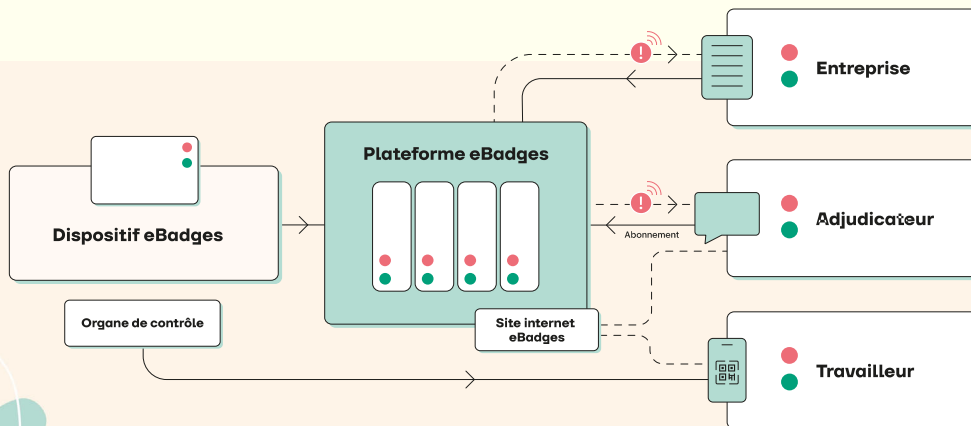 Entreprise
Plateforme eBadges
Dispositif eBadges
Adjudicateur
Abonnement
Organe de contrôle
Site internet
eBadges
Travailleur